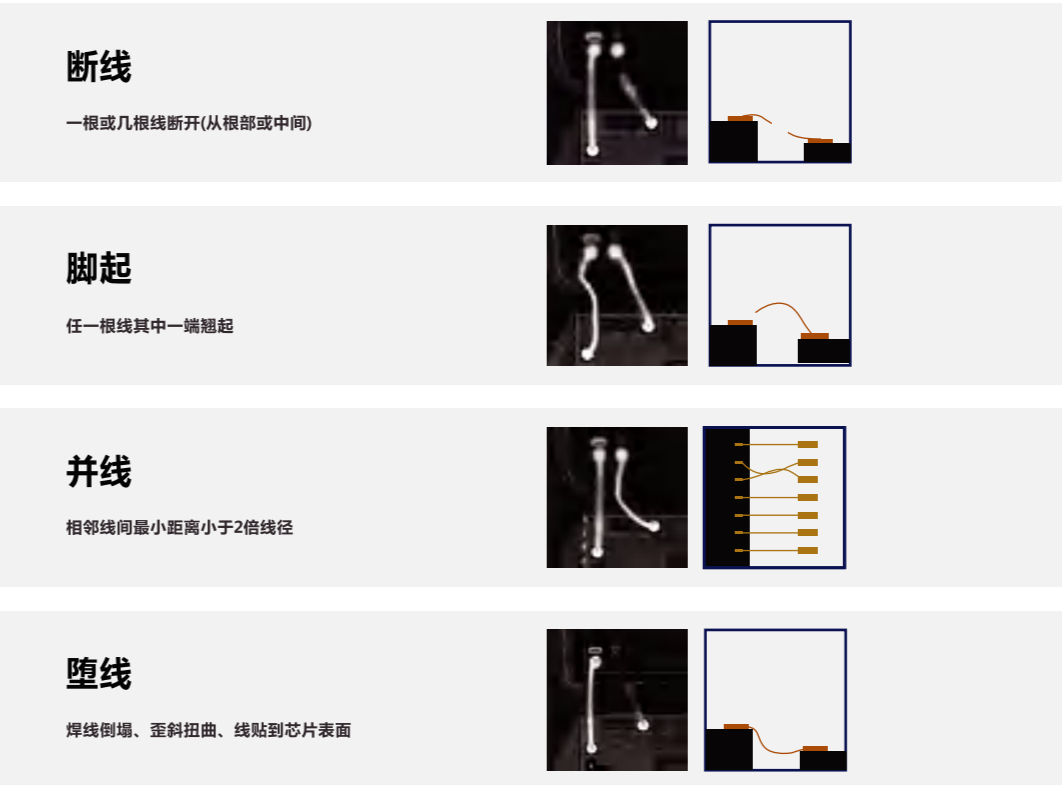 断线
一根或几根线断开(从根部或中间)
脚起
任一根线其中一端翘起
并线
相邻线间最小距离小于2倍线径
堕线
焊线倒塌、歪斜扭曲、线贴到芯片表面